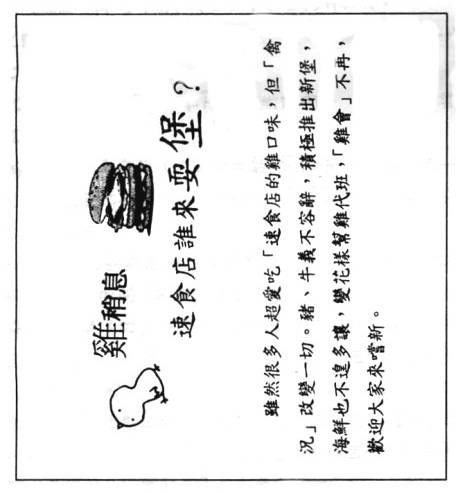 雞稍息
速食店誰來耍堡？
雖然很多人超愛吃「速食店的雞口味，但「禽
況」改變一切。豬、牛義不容辭，積極推出新堡，
海鮮也不遑多讓，變花樣幫雞代班，「雞會」不再，
歡迎大家來嚐新。